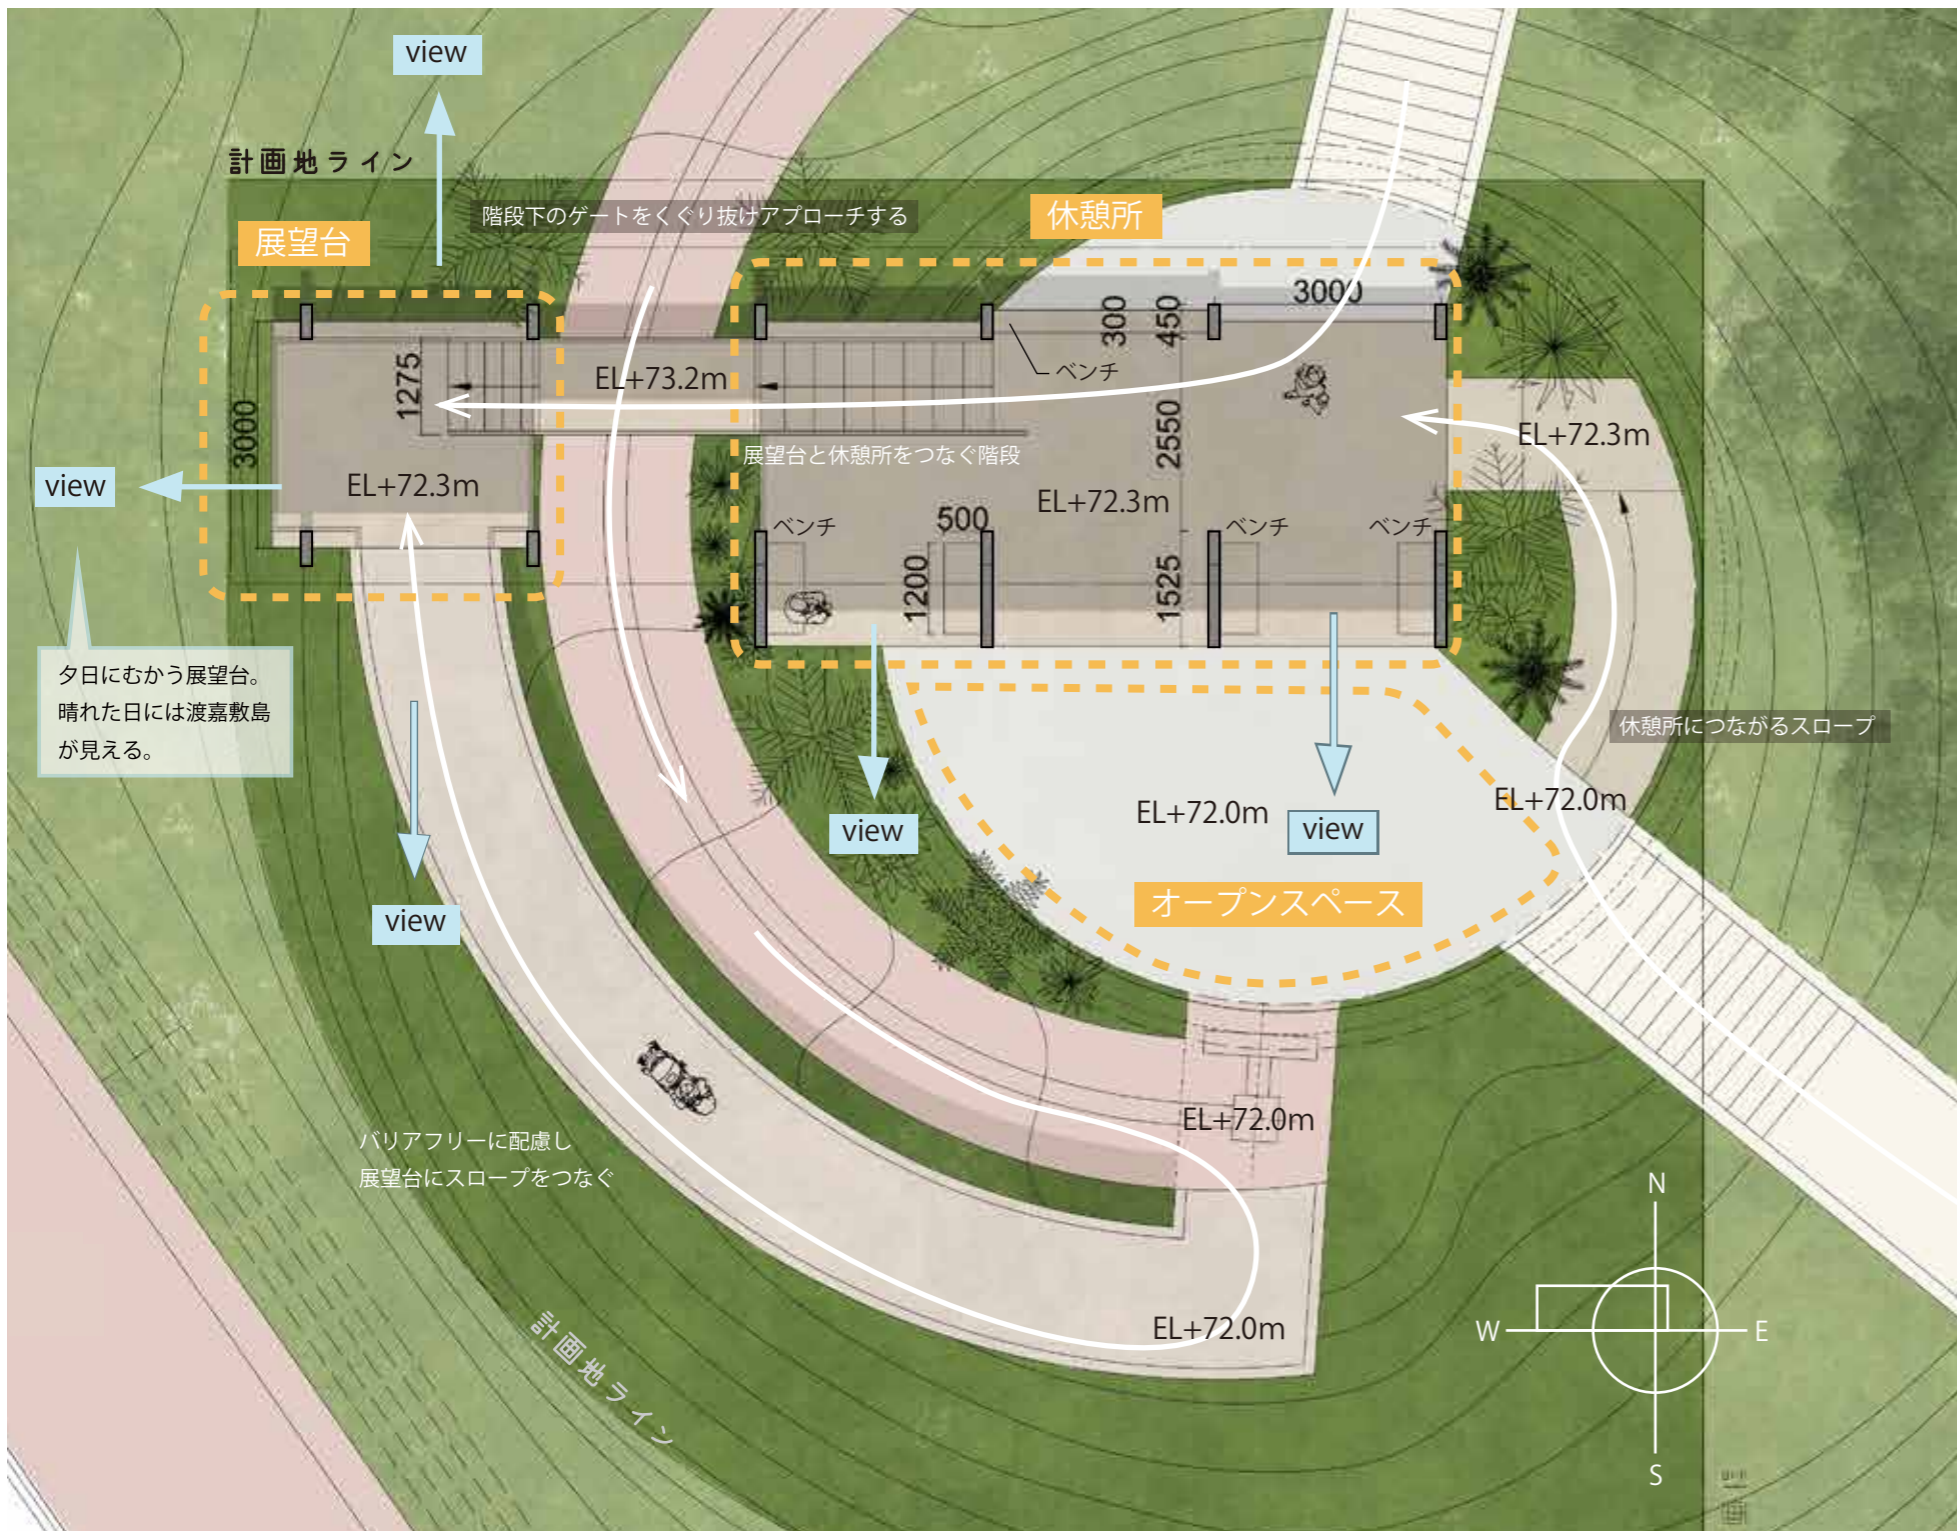 view
計画地ライン
階段下のゲートをくぐり抜けアプローチする
休憩所
展望台
3000
300
450
ベンチ
1275
EL+73.2m
3000
2550
EL+72.3m
展望台と休憩所をつなぐ階段
view
EL+72.3m
EL+72.3m
ベンチ
500
ベンチ
ベンチ
1200
1525
夕日にむかう展望台。
晴れた日には渡嘉敷島
が見える。
休憩所につながるスロープ
EL+72.0m
EL+72.0m
view
view
オープンスペース
view
EL+72.0m
バリアフリーに配慮し
展望台にスロープをつなぐ
EL+72.0m
計画地ライン
N
W
E
S
計画